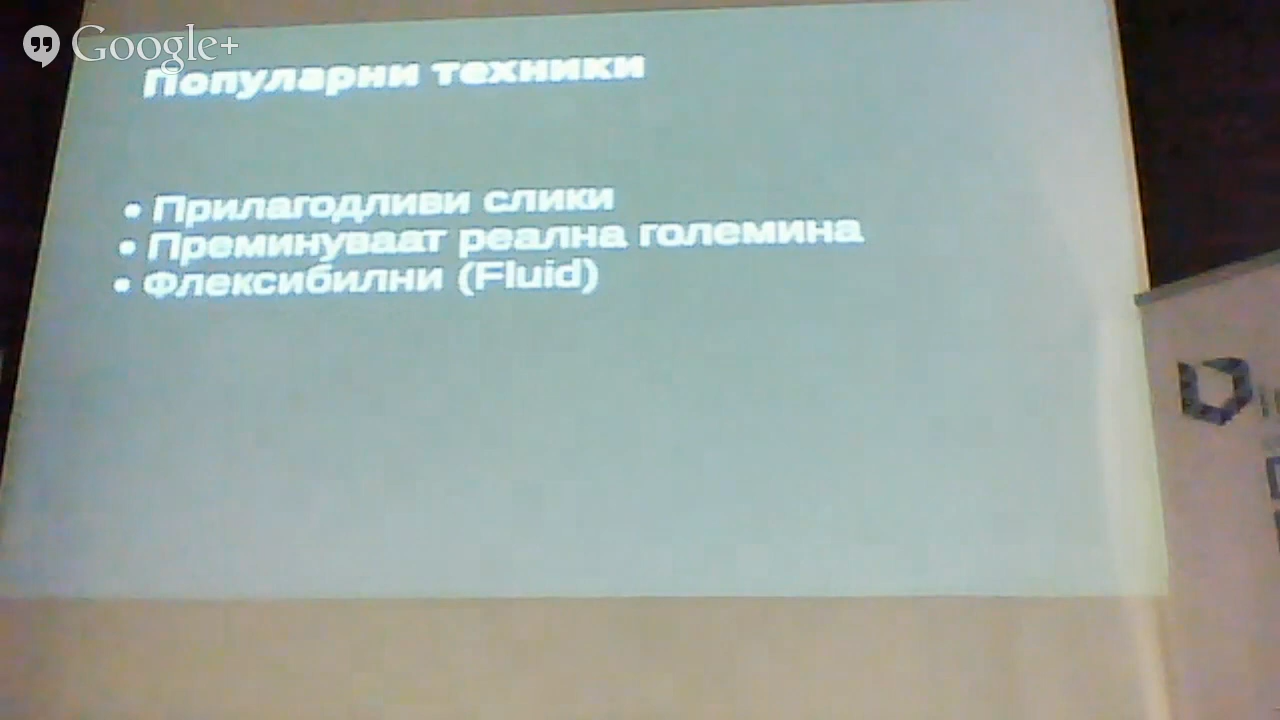 Google+
Популарни техники
• Прилагодливи слики
• Преминуваат реална големина
• Флексибилни (Fluid)